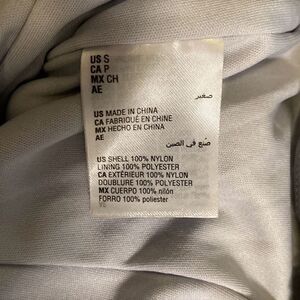 US S
CA P
MX CH
AE
صغير
US MADE IN CHINA
CA FABRIQUÉ EN CHINE
MX HECHO EN CHINA
AE
صنع في الصين
US SHELL 100% NYLON
LINING 100% POLYESTER
CA EXTÉRIEUR 100% NYLON
DOUBLURE 100% POLYESTER
MX CUERPO 100% nilón
FORRO 100% poliester